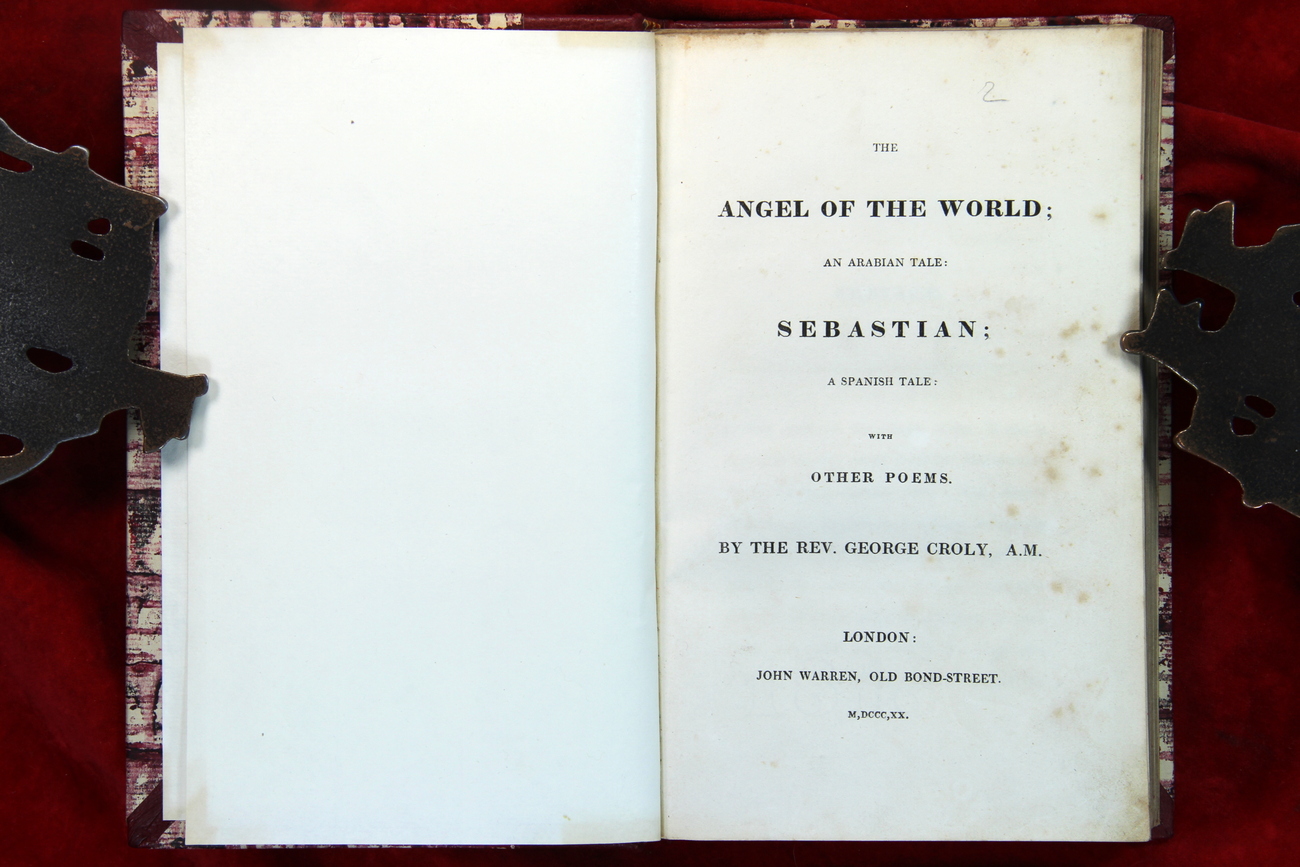 2
THE
ANGEL OF THE WORLD;
AN ARABIAN TALE:
SEBASTIAN;
A SPANISH TALE:
WITH
OTHER POEMS.
BY THE REV. GEORGE CROLY, A.M.
LONDON:
JOHN WARREN, OLD BOND-STREET.
M,DCCC,XX.